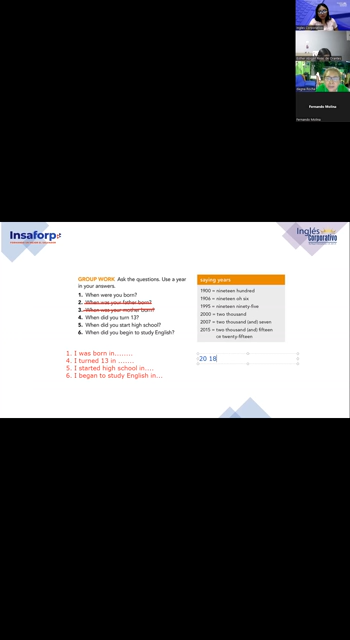 Fernando Molina
Fernando Molina
Insaforp
Inglés
corporativo
GROUP WORK Ask the questions. Use a year
in your answers.
1. When were you born?
2. When was your father born?
3. When was your mother born?
4. When did you turn 13?
5. When did you start high school?
6. When did you begin to study English?
saying years
1900 = nineteen hundred
1906 = nineteen oh six
1995 = nineteen ninety-five
2000 = two thousand
2007 = two thousand (and) seven
2015 = two thousand (and) fifteen
or twenty-fifteen
1. I was born in........
4. I turned 13 in .......
5. I started high school in....
6. I began to study English in...
20 18